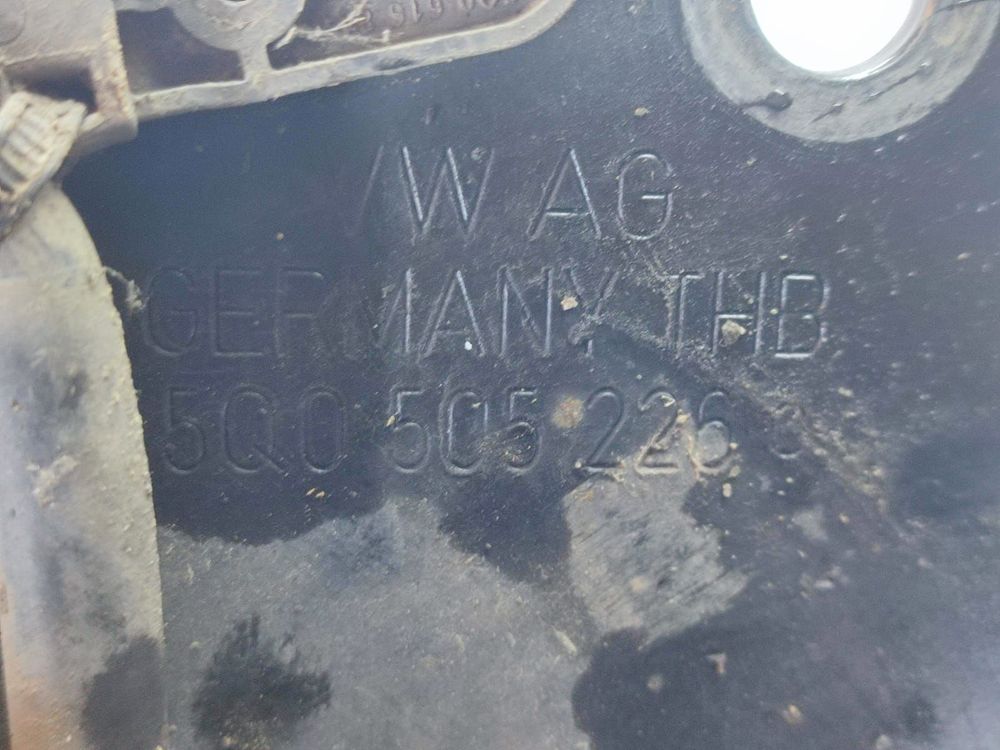 VW AG
GERMANY THB
5Q0 505 226